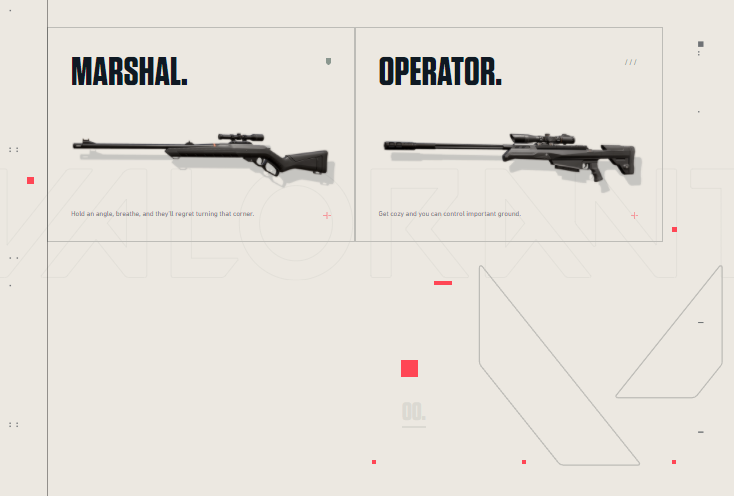 MARSHAL.
Hold an angle, breathe, and they'll regret turning that corner.
OPERATOR.
///
Get cozy and you can control important ground.
VALORANT
00.